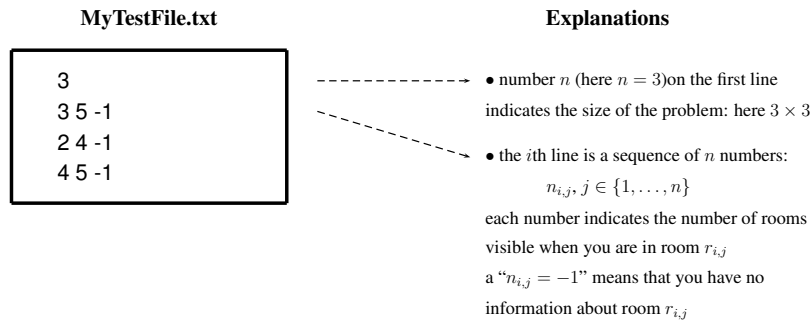 MyTestFile.txt
3
3 5 -1
2 4 -1
4 5 -1
Explanations
• number n (here n = 3)on the first line
indicates the size of the problem: here 3 × 3
• the ith line is a sequence of n numbers:
n_{i,j}, j ∈ {1, . . . , n}
each number indicates the number of rooms
visible when you are in room r_{i,j}
a “n_{i,j} = −1” means that you have no
information about room r_{i,j}